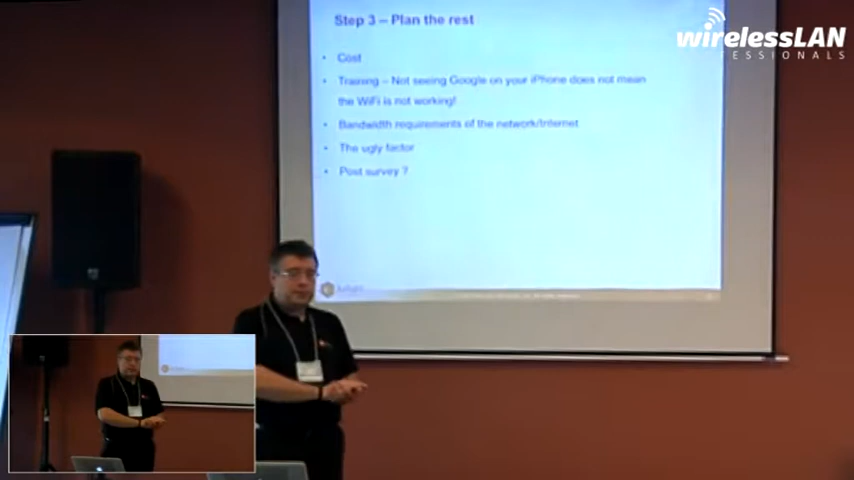 Step 3 – Plan the rest
wirelessLAN
FESSIONALS
• Cost
• Training – Not seeing Google on your iPhone does not mean
the WiFi is not working!
• Bandwidth requirements of the network/Internet
• The ugly factor
• Post survey ?